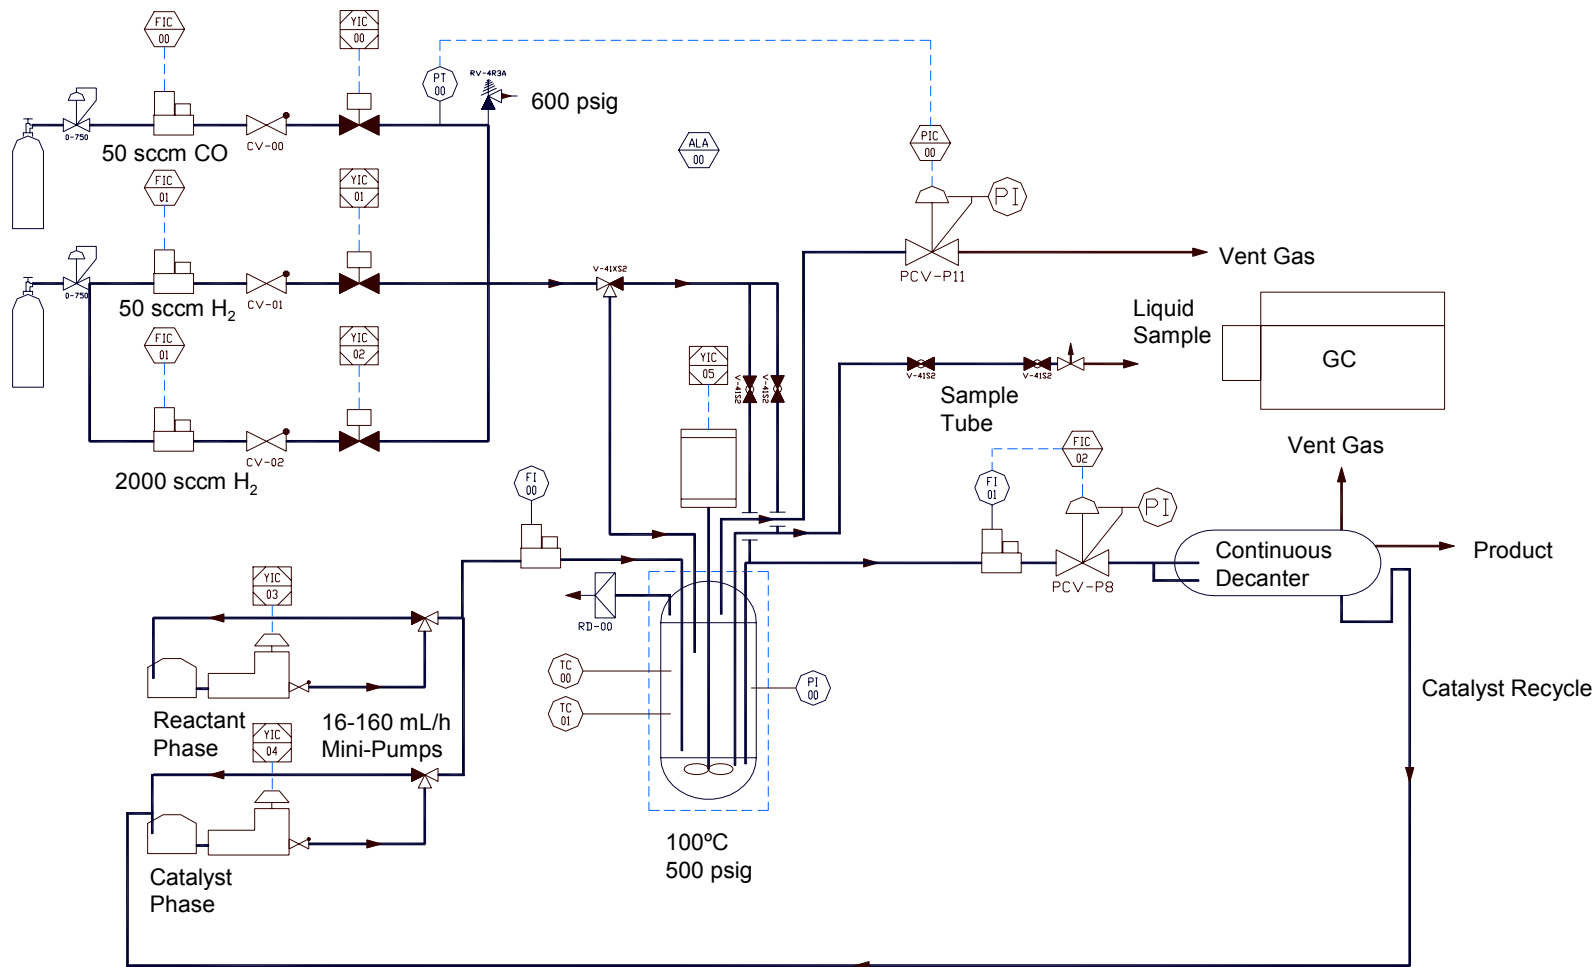 FIC
00
YIC
00
PT
00
RV-4R3A
600 psig
0-750
50 sccm CO
CV-00
ALA
00
PIC
00
PI
FIC
01
YIC
01
0-750
50 sccm H₂
CV-01
V-41XS2
PCV-P11
Vent Gas
FIC
01
YIC
02
2000 sccm H₂
CV-02
YIC
05
V-41S2
V-41S2
Liquid
Sample
GC
V-41S2
V-41S2
Sample
Tube
Vent Gas
FIC
02
FI
00
FI
01
PI
PCV-P8
Continuous
Decanter
Product
YIC
03
RD-00
TC
00
TC
01
PI
00
Catalyst Recycle
Reactant
Phase
YIC
04
16-160 mL/h
Mini-Pumps
100ºC
500 psig
Catalyst
Phase